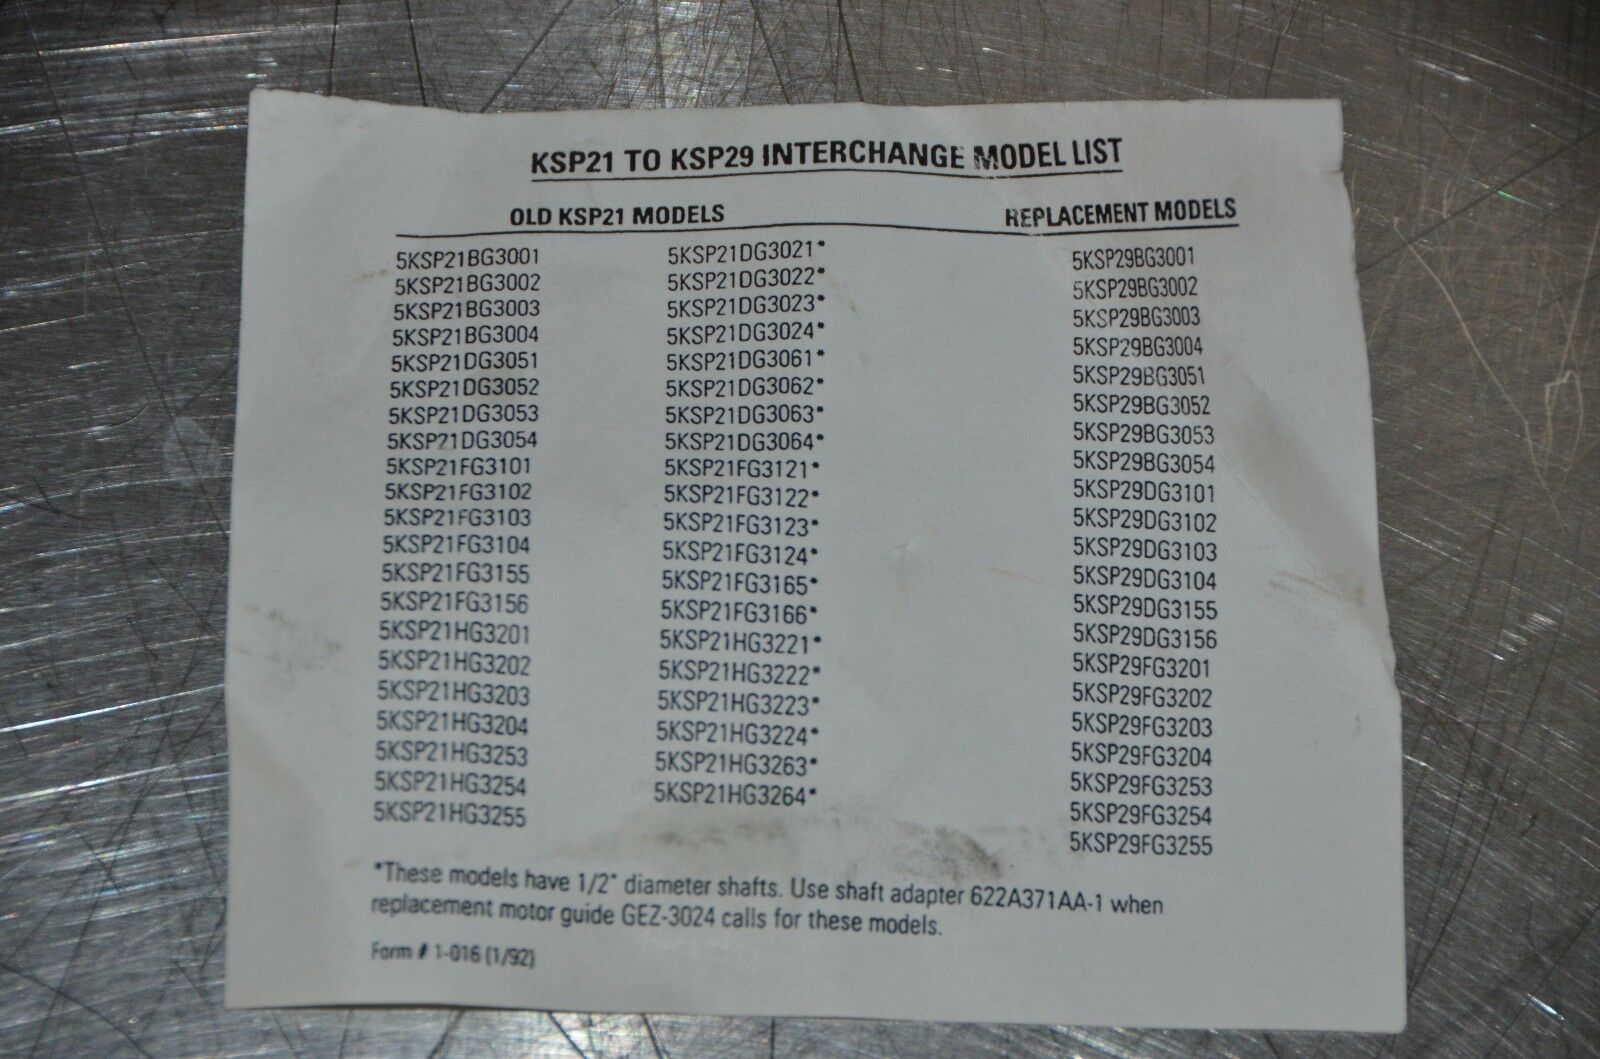 KSP21 TO KSP29 INTERCHANGE MODEL LIST
OLD KSP21 MODELS REPLACEMENT MODELS
5KSP21BG3001 5KSP21DG3021* 5KSP29BG3001
5KSP21BG3002 5KSP21DG3022* 5KSP29BG3002
5KSP21BG3003 5KSP21DG3023* 5KSP29BG3003
5KSP21BG3004 5KSP21DG3024* 5KSP29BG3004
5KSP21DG3051 5KSP21DG3061* 5KSP29BG3051
5KSP21DG3052 5KSP21DG3062* 5KSP29BG3052
5KSP21DG3053 5KSP21DG3063* 5KSP29BG3053
5KSP21DG3054 5KSP21DG3064* 5KSP29BG3054
5KSP21FG3101 5KSP21FG3121* 5KSP29DG3101
5KSP21FG3102 5KSP21FG3122* 5KSP29DG3102
5KSP21FG3103 5KSP21FG3123* 5KSP29DG3103
5KSP21FG3104 5KSP21FG3124* 5KSP29DG3104
5KSP21FG3155 5KSP21FG3165* 5KSP29DG3155
5KSP21FG3156 5KSP21FG3166* 5KSP29DG3156
5KSP21HG3201 5KSP21HG3221* 5KSP29FG3201
5KSP21HG3202 5KSP21HG3222* 5KSP29FG3202
5KSP21HG3203 5KSP21HG3223* 5KSP29FG3203
5KSP21HG3204 5KSP21HG3224* 5KSP29FG3204
5KSP21HG3253 5KSP21HG3263* 5KSP29FG3253
5KSP21HG3254 5KSP21HG3264* 5KSP29FG3254
5KSP21HG3255 5KSP29FG3255
*These models have 1/2" diameter shafts. Use shaft adapter 622A371AA-1 when
replacement motor guide GEZ-3024 calls for these models.
Form # 1-016 (1/92)